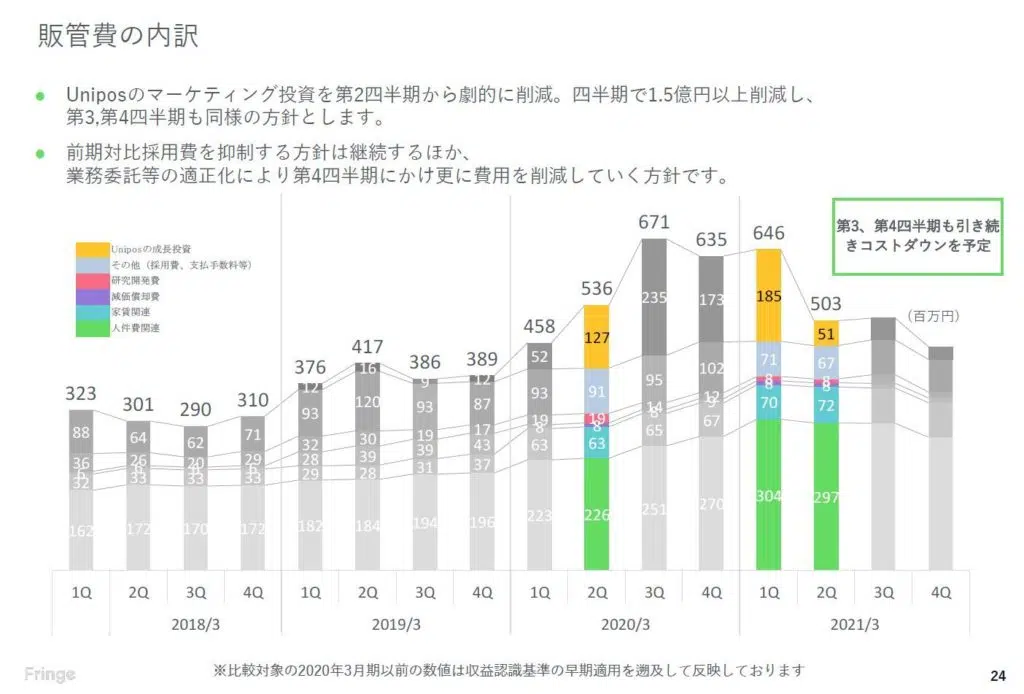 販管費の内訳
Uniposのマーケティング投資を第2四半期から劇的に削減。四半期で1.5億円以上削減し、
第3,第4四半期も同様の方針とします。
前期対比採用費を抑制する方針は継続するほか、
業務委託等の適正化により第4四半期にかけ更に費用を削減していく方針です。
第3、第4四半期も引き続
きコストダウンを予定
(百万円)
Uniposの成長投資
その他（採用費、支払手数料等）
研究開発費
減価償却費
家賃関連
人件費関連
323 301 290 310 376 417 386 389 458 536 671 635 646 503
12 16 9 12 52 127 235 173 185 51
88 64 62 71 93 120 93 87 93 91 95 102 71 67
36 26 20 29 32 30 19 17 19 19 14 12 8 8
6 6 6 28 39 39 43 8 8 8 9 8
32 33 33 33 29 28 31 37 63 63 65 67 70 72
162 172 170 172 182 184 194 196 223 226 251 270 304 297
1Q 2Q 3Q 4Q 1Q 2Q 3Q 4Q 1Q 2Q 3Q 4Q 1Q 2Q 3Q 4Q
2018/3 2019/3 2020/3 2021/3
※比較対象の2020年3月期以前の数値は収益認識基準の早期適用を遡及して反映しております
Fringe
24